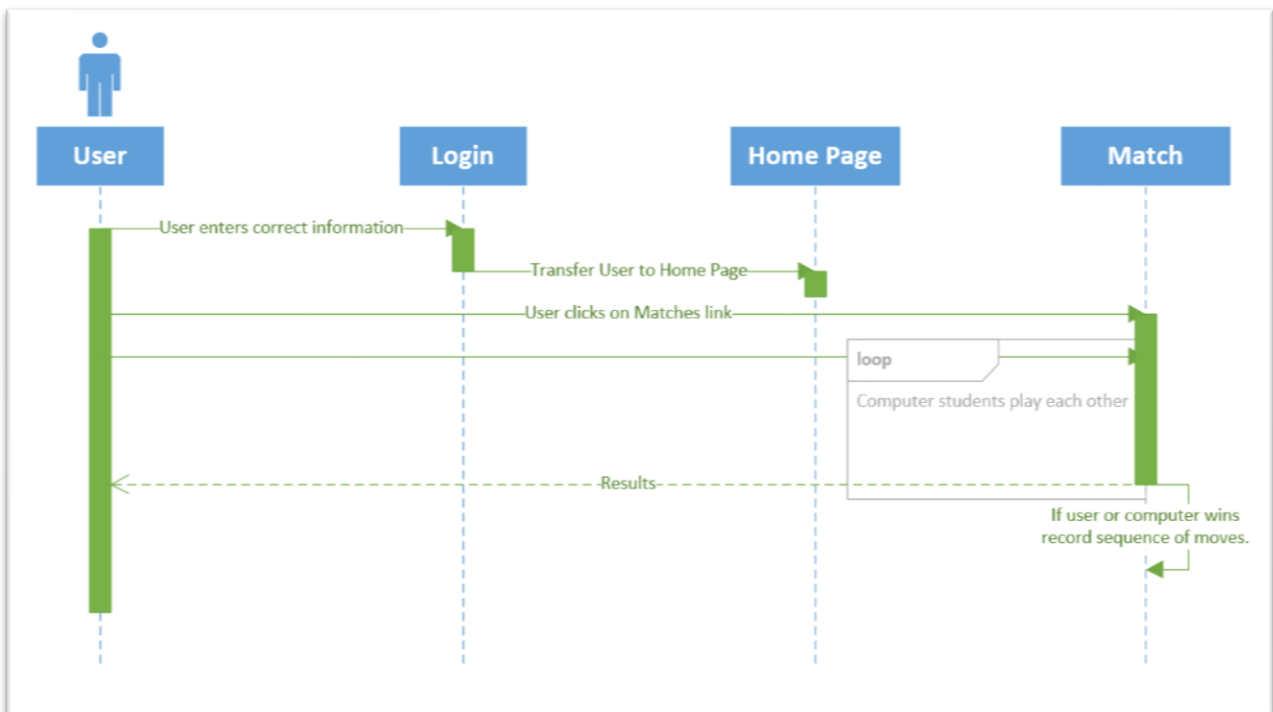 User
Login
Home Page
Match
User enters correct information
Transfer User to Home Page
User clicks on Matches link
loop
Computer students play each other
Results
If user or computer wins
record sequence of moves.